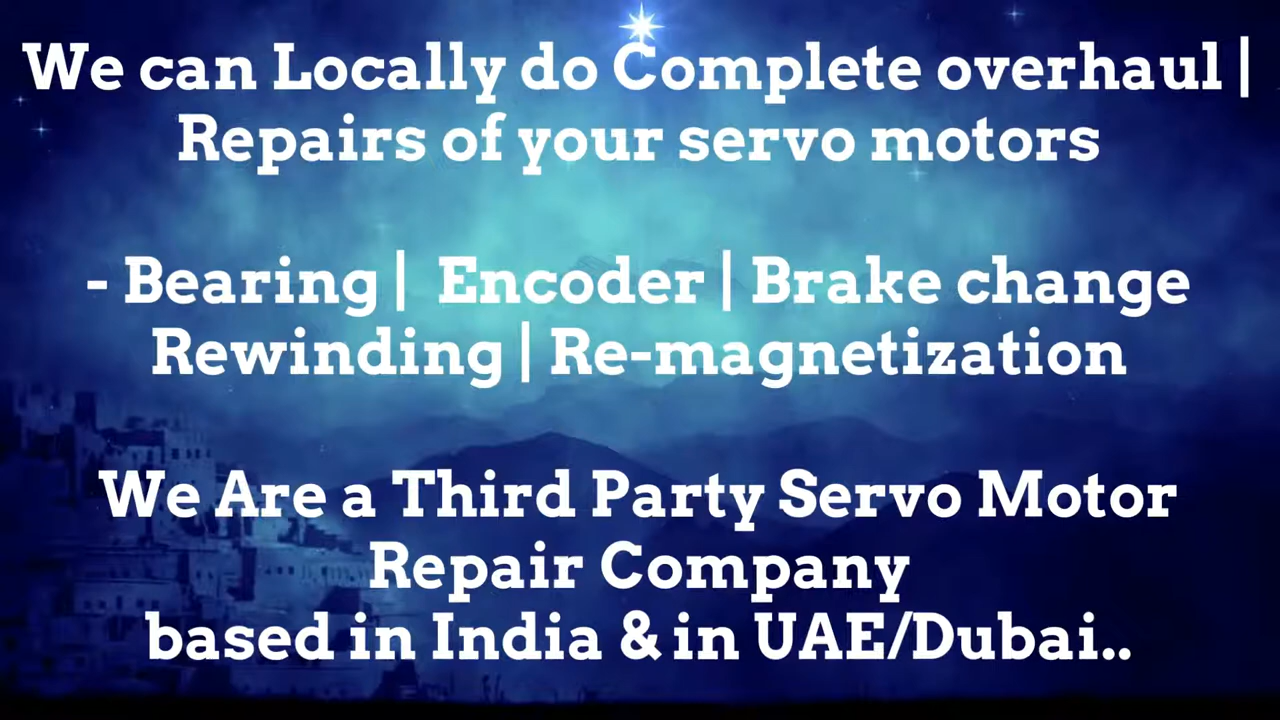 We can Locally do Complete overhaul |
Repairs of your servo motors
- Bearing | Encoder | Brake change
Rewinding | Re-magnetization
We Are a Third Party Servo Motor
Repair Company
based in India & in UAE/Dubai..